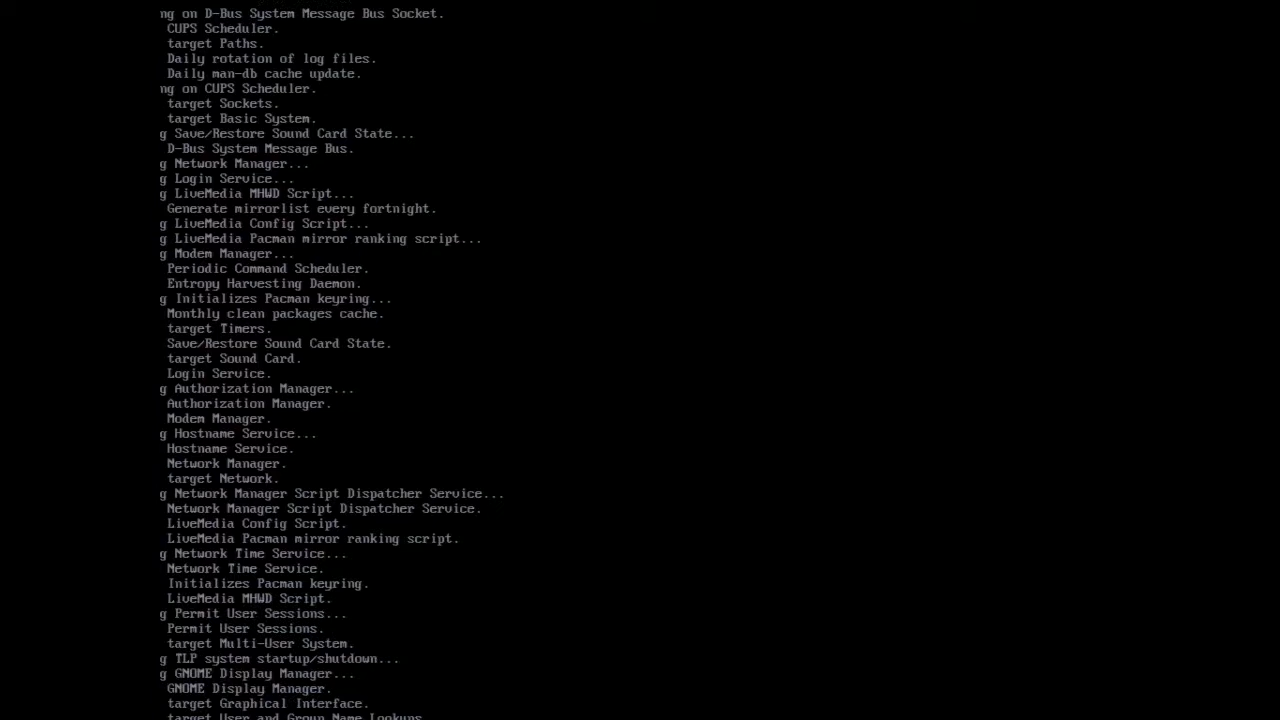 ng on D-Bus System Message Bus Socket.
CUPS Scheduler.
target Paths.
Daily rotation of log files.
Daily man-db cache update.
ng on CUPS Scheduler.
target Sockets.
target Basic System.
g Save/Restore Sound Card State...
D-Bus System Message Bus.
g Network Manager...
g Login Service...
g LiveMedia MHWD Script...
Generate mirrorlist every fortnight.
g LiveMedia Config Script...
g LiveMedia Pacman mirror ranking script...
g Modem Manager...
Periodic Command Scheduler.
Entropy Harvesting Daemon.
g Initializes Pacman keyring...
Monthly clean packages cache.
target Timers.
Save/Restore Sound Card State.
target Sound Card.
Login Service.
g Authorization Manager...
Authorization Manager.
Modem Manager.
g Hostname Service...
Hostname Service.
Network Manager.
target Network.
g Network Manager Script Dispatcher Service...
Network Manager Script Dispatcher Service.
LiveMedia Config Script.
LiveMedia Pacman mirror ranking script.
g Network Time Service...
Network Time Service.
Initializes Pacman keyring.
LiveMedia MHWD Script.
g Permit User Sessions...
Permit User Sessions.
target Multi-User System.
g TLP system startup/shutdown...
g GNOME Display Manager...
GNOME Display Manager.
target Graphical Interface.
target User and Group Name Lookups.